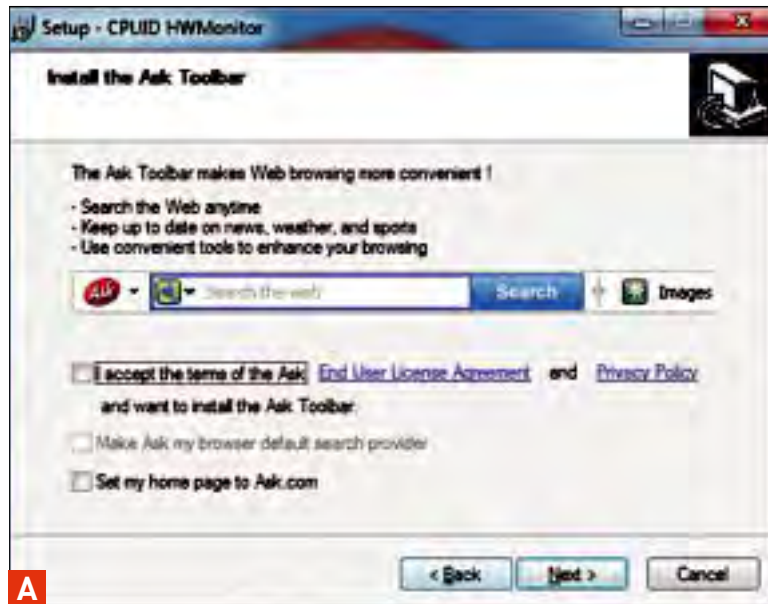 Setup - CPUID HWMonitor
Install the Ask Toolbar
The Ask Toolbar makes Web browsing more convenient !
- Search the Web anytime
- Keep up to date on news, weather, and sports
- Use convenient tools to enhance your browsing
Ask Search the web Search Images
I accept the terms of the Ask End User License Agreement and Privacy Policy
and want to install the Ask Toolbar.
Make Ask my browser default search provider
Set my home page to Ask.com
< Back Next > Cancel
A